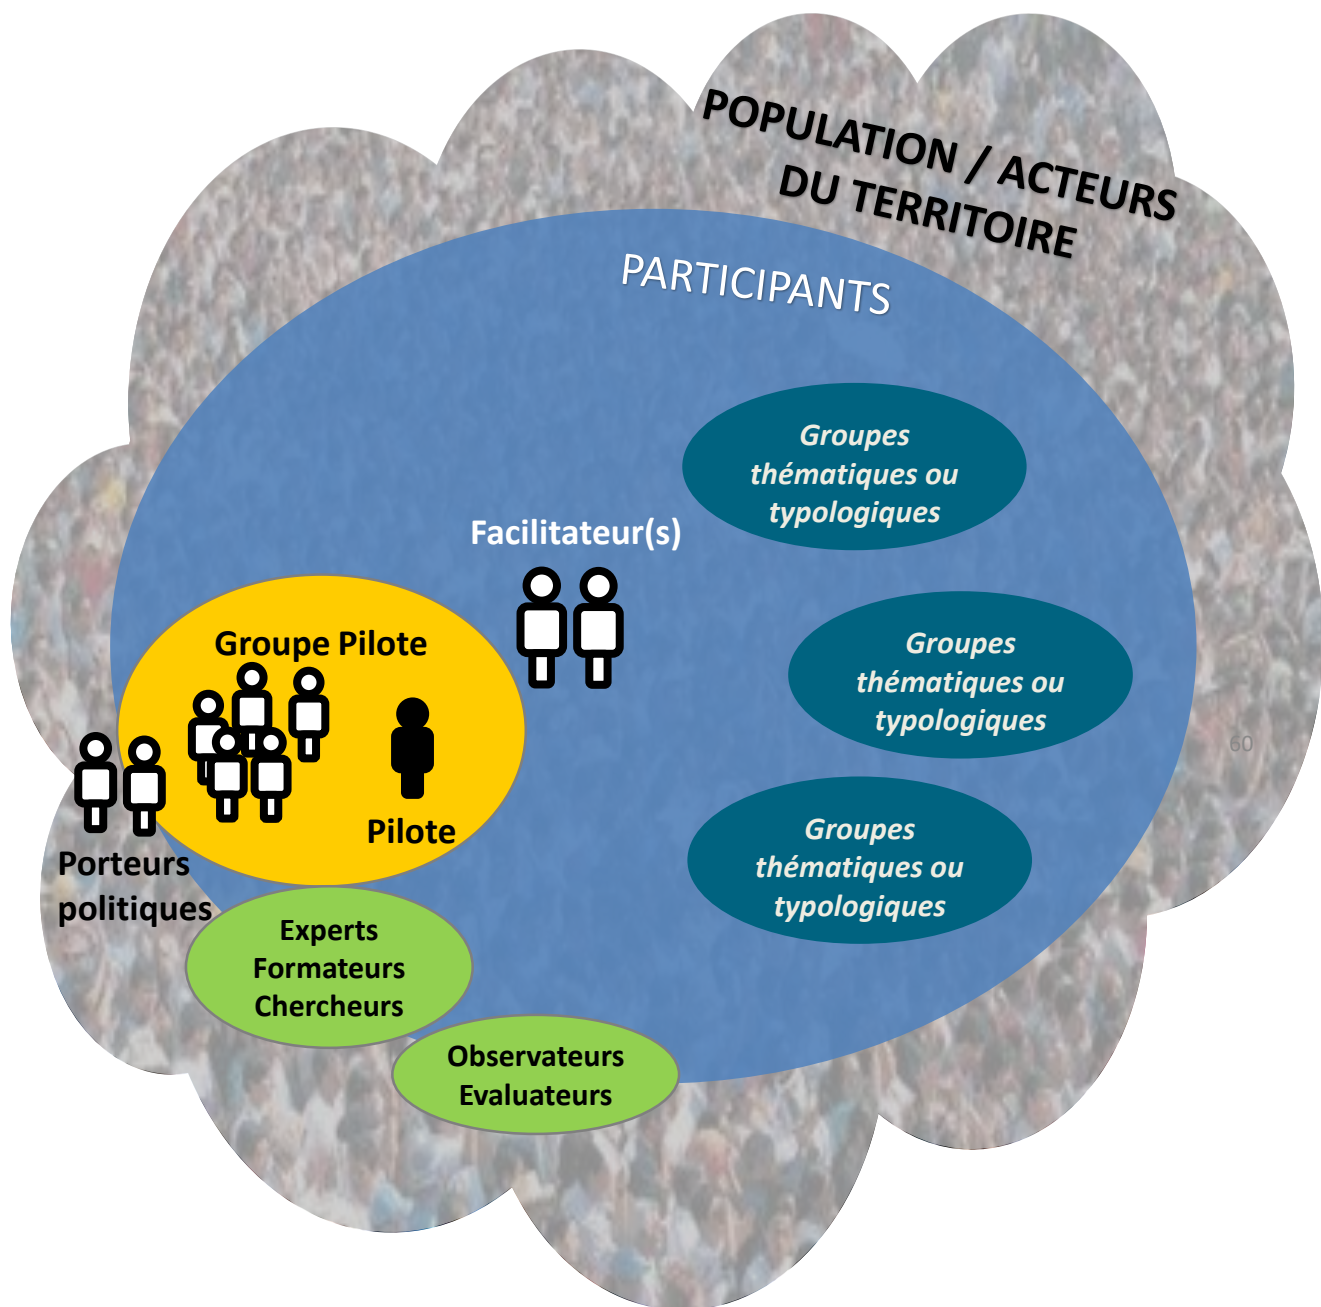 POPULATION / ACTEURS
DU TERRITOIRE
PARTICIPANTS
Groupes
thématiques ou
typologiques
Facilitateur(s)
Groupes
thématiques ou
typologiques
Groupe Pilote
60
Pilote
Groupes
thématiques ou
typologiques
Porteurs
politiques
Experts
Formateurs
Chercheurs
Observateurs
Evaluateurs